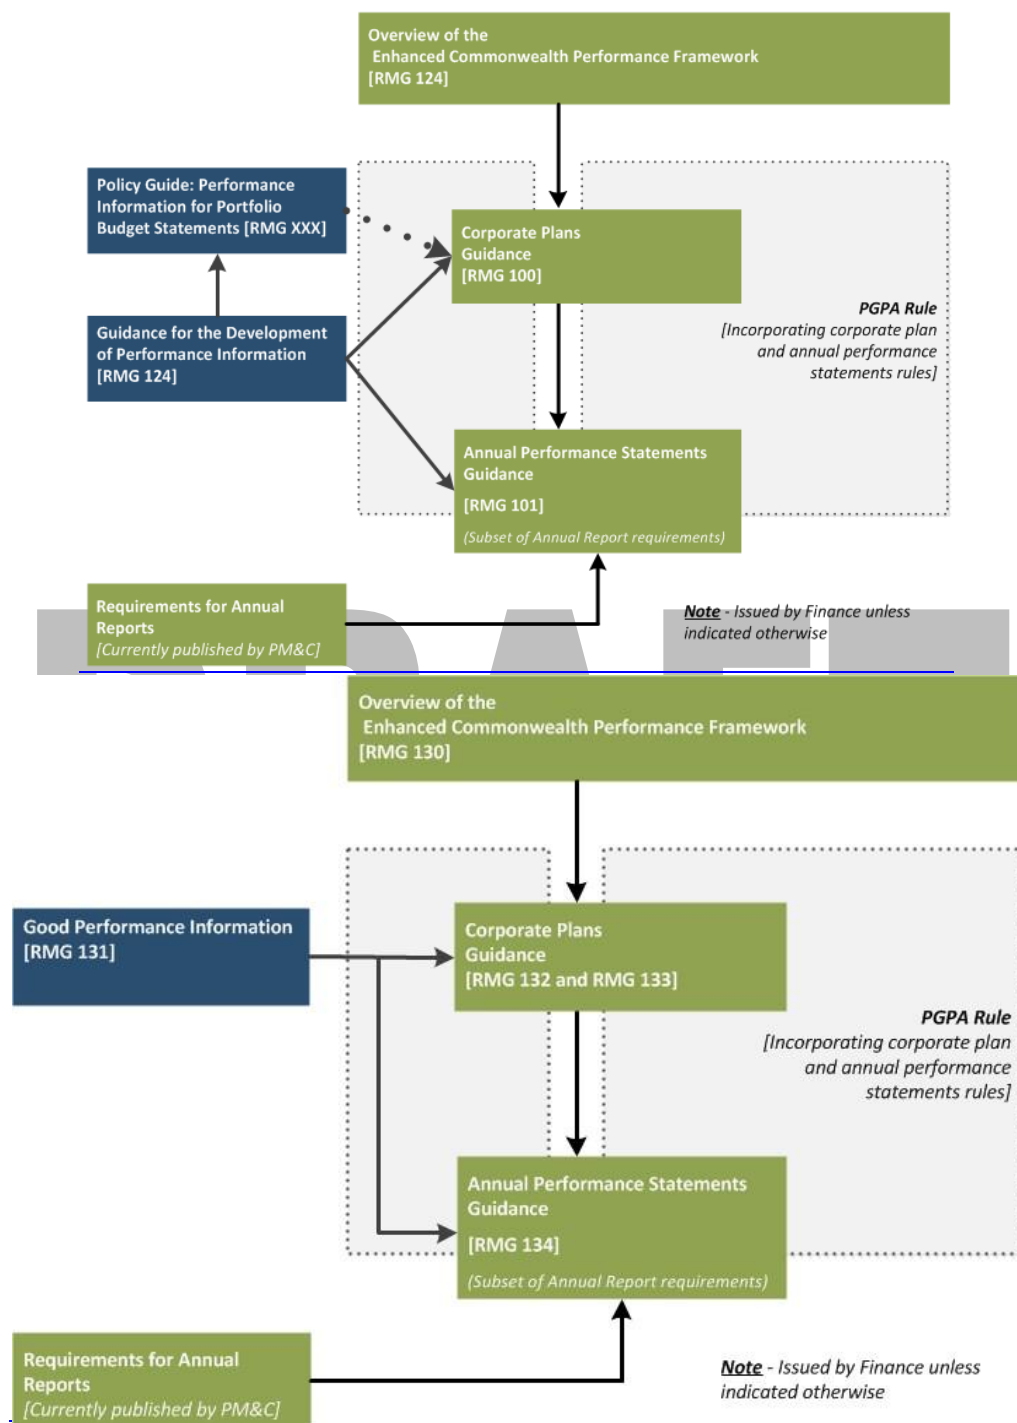 Overview of the
Enhanced Commonwealth Performance Framework
[RMG 124]
Policy Guide: Performance
Information for Portfolio
Budget Statements [RMG XXX]
Corporate Plans
Guidance
[RMG 100]
PGPA Rule
[Incorporating corporate plan
and annual performance
statements rules]
Guidance for the Development
of Performance Information
[RMG 124]
Annual Performance Statements
Guidance
[RMG 101]
(Subset of Annual Report requirements)
Requirements for Annual
Reports
[Currently published by PM&C]
Note - Issued by Finance unless
indicated otherwise
DRAFT
Overview of the
Enhanced Commonwealth Performance Framework
[RMG 130]
Good Performance Information
[RMG 131]
Corporate Plans
Guidance
[RMG 132 and RMG 133]
PGPA Rule
[Incorporating corporate plan
and annual performance
statements rules]
Annual Performance Statements
Guidance
[RMG 134]
(Subset of Annual Report requirements)
Requirements for Annual
Reports
[Currently published by PM&C]
Note - Issued by Finance unless
indicated otherwise